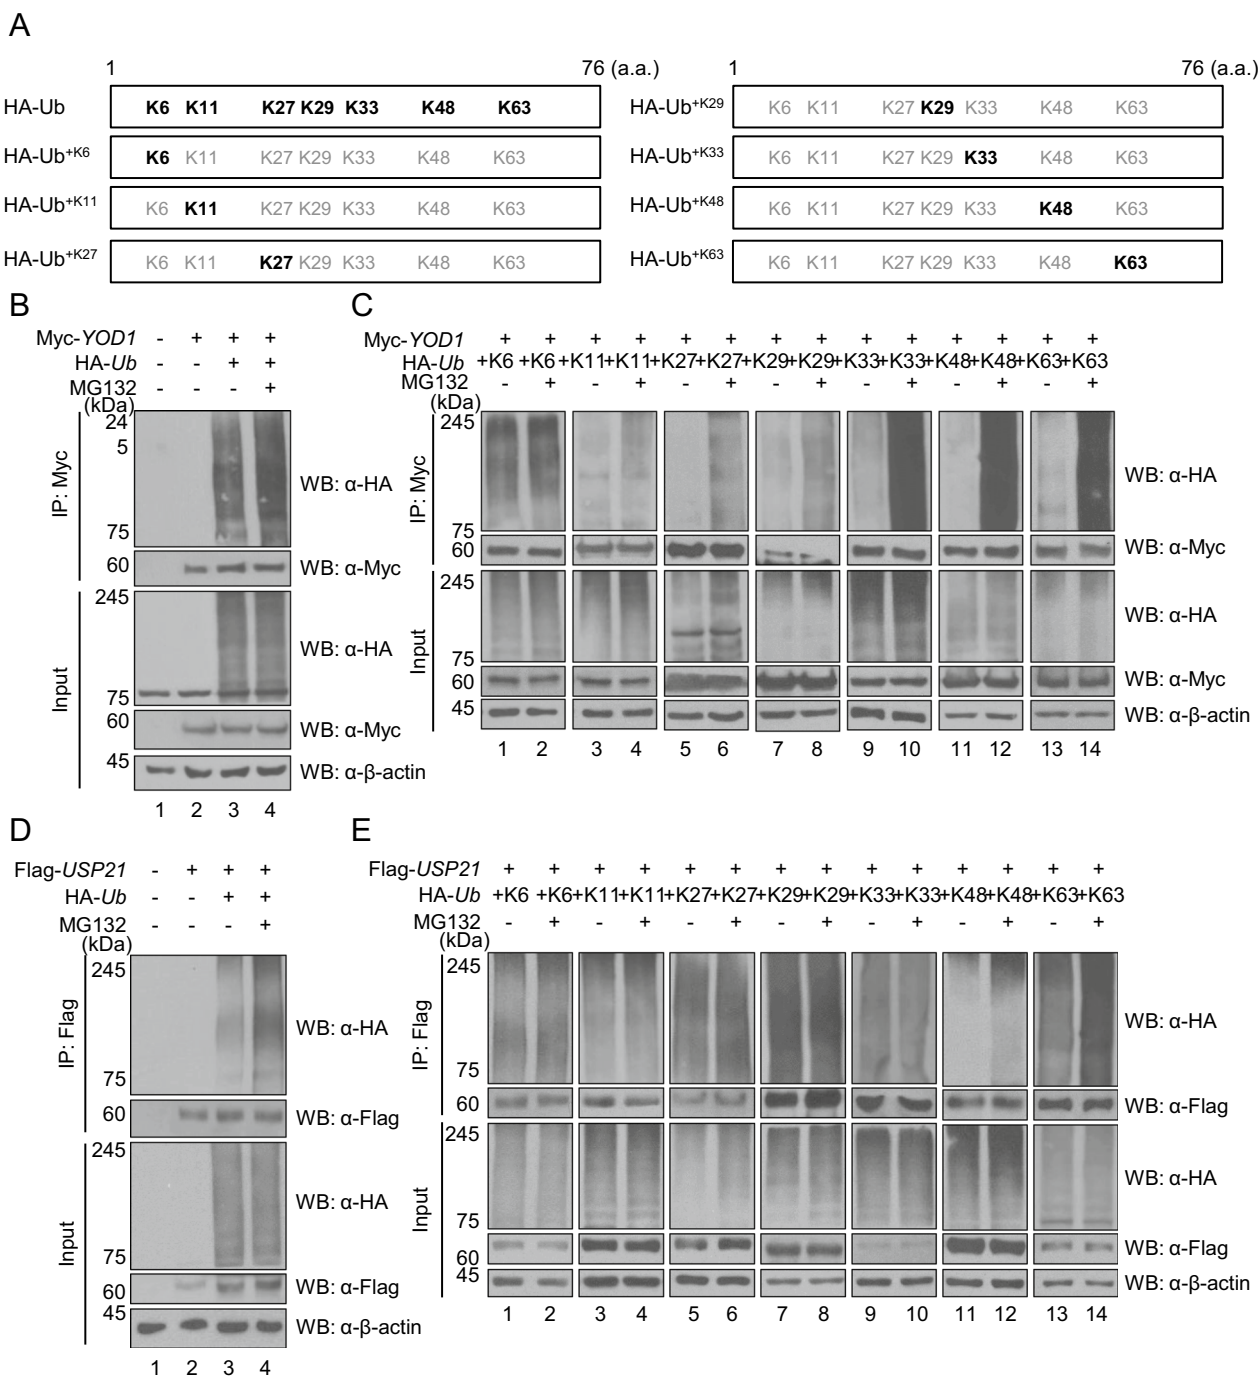 A
1 76 (a.a.) 1 76 (a.a.)
HA-Ub K6 K11 K27 K29 K33 K48 K63 HA-Ub+K29 K6 K11 K27 K29 K33 K48 K63
HA-Ub+K6 K6 K11 K27 K29 K33 K48 K63 HA-Ub+K33 K6 K11 K27 K29 K33 K48 K63
HA-Ub+K11 K6 K11 K27 K29 K33 K48 K63 HA-Ub+K48 K6 K11 K27 K29 K33 K48 K63
HA-Ub+K27 K6 K11 K27 K29 K33 K48 K63 HA-Ub+K63 K6 K11 K27 K29 K33 K48 K63
B
Myc-YOD1 - + + +
HA-Ub - - + +
MG132 - - - +
(kDa)
IP: Myc
24
5
WB: α-HA
75
60 WB: α-Myc
Input
245
WB: α-HA
75
60 WB: α-Myc
45 WB: α-β-actin
1 2 3 4
C
Myc-YOD1 + + + + + + + + + + + + + +
HA-Ub +K6 +K6+K11+K11+K27+K27+K29+K29+K33+K33+K48+K48+K63+K63
MG132 - + - + - + - + - + - + - +
(kDa)
IP: Myc
245
WB: α-HA
75
60 WB: α-Myc
Input
245
WB: α-HA
75
60 WB: α-Myc
45 WB: α-β-actin
1 2 3 4 5 6 7 8 9 10 11 12 13 14
D
Flag-USP21 - + + +
HA-Ub - - + +
MG132 - - - +
(kDa)
IP: Flag
245
WB: α-HA
75
60 WB: α-Flag
Input
245
WB: α-HA
75
60 WB: α-Flag
45 WB: α-β-actin
1 2 3 4
E
Flag-USP21 + + + + + + + + + + + + + +
HA-Ub +K6 +K6+K11+K11+K27+K27+K29+K29+K33+K33+K48+K48+K63+K63
MG132 - + - + - + - + - + - + - +
(kDa)
IP: Flag
245
WB: α-HA
75
60 WB: α-Flag
Input
245
WB: α-HA
75
60 WB: α-Flag
45 WB: α-β-actin
1 2 3 4 5 6 7 8 9 10 11 12 13 14